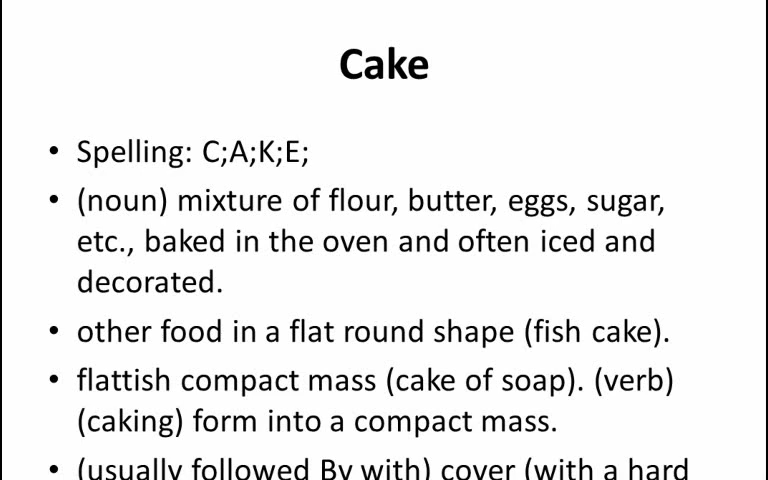 Cake
• Spelling: C;A;K;E;
• (noun) mixture of flour, butter, eggs, sugar,
etc., baked in the oven and often iced and
decorated.
• other food in a flat round shape (fish cake).
• flattish compact mass (cake of soap). (verb)
(caking) form into a compact mass.
• (usually followed By with) cover (with a hard